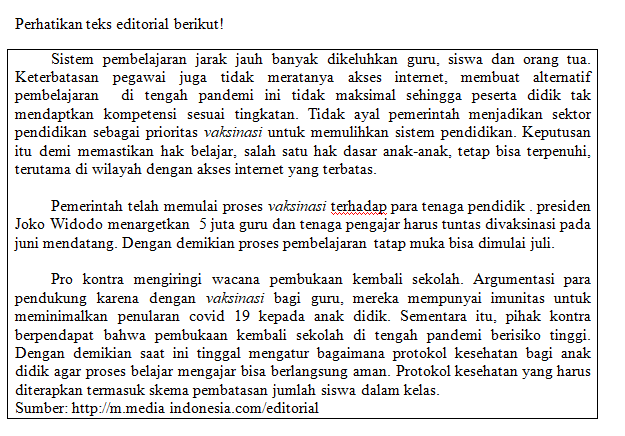 Perhatikan teks editorial berikut!
Sistem pembelajaran jarak jauh banyak dikeluhkan guru, siswa dan orang tua.
Keterbatasan pegawai juga tidak meratanya akses internet, membuat alternatif
pembelajaran di tengah pandemi ini tidak maksimal sehingga peserta didik tak
mendaptkan kompetensi sesuai tingkatan. Tidak ayal pemerintah menjadikan sektor
pendidikan sebagai prioritas vaksinasi untuk memulihkan sistem pendidikan. Keputusan
itu demi memastikan hak belajar, salah satu hak dasar anak-anak, tetap bisa terpenuhi,
terutama di wilayah dengan akses internet yang terbatas.
Pemerintah telah memulai proses vaksinasi terhadap para tenaga pendidik . presiden
Joko Widodo menargetkan 5 juta guru dan tenaga pengajar harus tuntas divaksinasi pada
juni mendatang. Dengan demikian proses pembelajaran tatap muka bisa dimulai juli.
Pro kontra mengiringi wacana pembukaan kembali sekolah. Argumentasi para
pendukung karena dengan vaksinasi bagi guru, mereka mempunyai imunitas untuk
meminimalkan penularan covid 19 kepada anak didik. Sementara itu, pihak kontra
berpendapat bahwa pembukaan kembali sekolah di tengah pandemi berisiko tinggi.
Dengan demikian saat ini tinggal mengatur bagaimana protokol kesehatan bagi anak
didik agar proses belajar mengajar bisa berlangsung aman. Protokol kesehatan yang harus
diterapkan termasuk skema pembatasan jumlah siswa dalam kelas.
Sumber: http://m.media indonesia.com/editorial